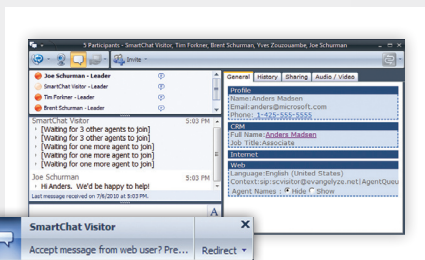 5 Participants - SmartChat Visitor, Tim Forkner, Brent Schurman, Yves Zouzouambe, Joe Schurman
Invite
Joe Schurman - Leader
SmartChat Visitor - Leader
Tim Forkner - Leader
Brent Schurman - Leader
SmartChat Visitor 5:03 PM
[Waiting for 3 other agents to join]
[Waiting for 3 other agents to join]
[Waiting for one more agent to join]
[Waiting for one more agent to join]
Joe Schurman 5:03 PM
Hi Anders. We'd be happy to help!
Last message received on 7/6/2010 at 5:03 PM.
A
General History Sharing Audio / Video
Profile
Name:Anders Madsen
Email:anders@microsoft.com
Phone: 1-425-555-5555
CRM
Full Name:Anders Madsen
Job Title:Associate
Internet
Web
Language:English (United States)
Context:sip:scvisitor@evangelyze.net|AgentQueu
Agent Names : Hide Show
SmartChat Visitor X
Accept message from web user? Pre... Redirect